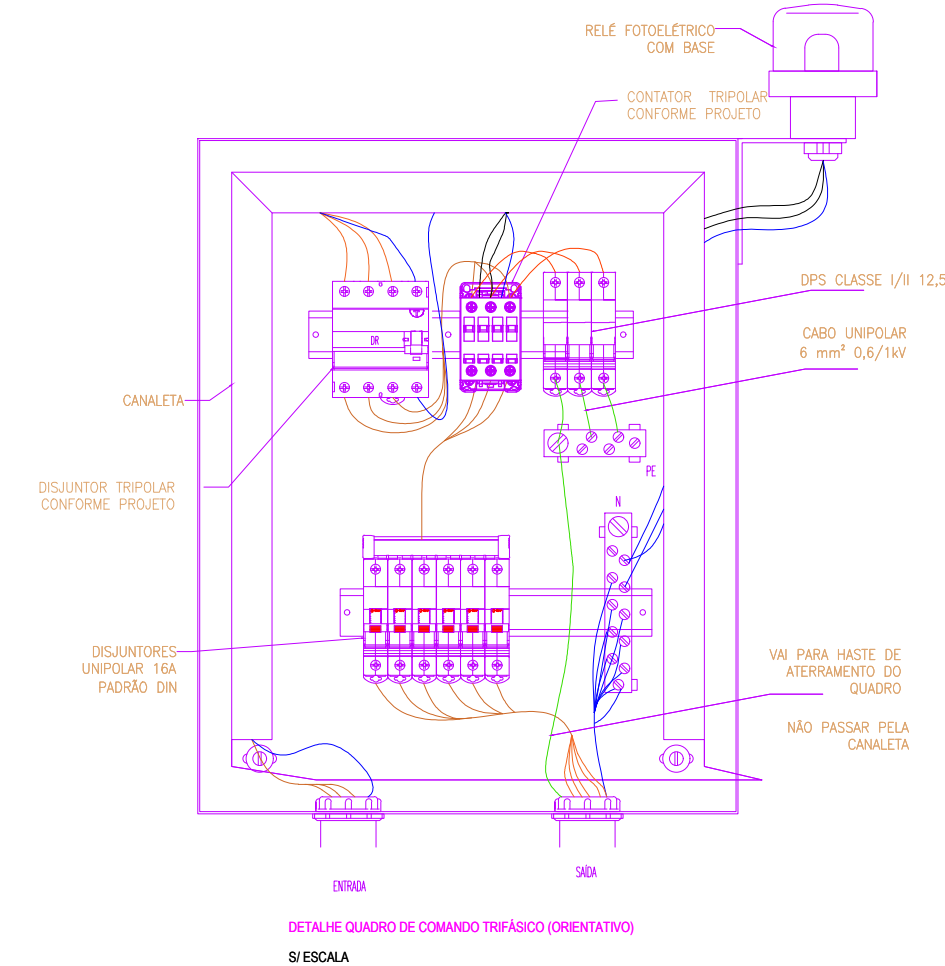 RELÉ FOTOELÉTRICO
COM BASE
CONTATOR TRIPOLAR
CONFORME PROJETO
DPS CLASSE I/II 12,5
CABO UNIPOLAR
6 mm² 0,6/1kV
CANALETA
DR
DISJUNTOR TRIPOLAR
CONFORME PROJETO
PE
N
DISJUNTORES
UNIPOLAR 16A
PADRÃO DIN
VAI PARA HASTE DE
ATERRAMENTO DO
QUADRO
NÃO PASSAR PELA
CANALETA
ENTRADA
SAÍDA
DETALHE QUADRO DE COMANDO TRIFÁSICO (ORIENTATIVO)
S/ ESCALA